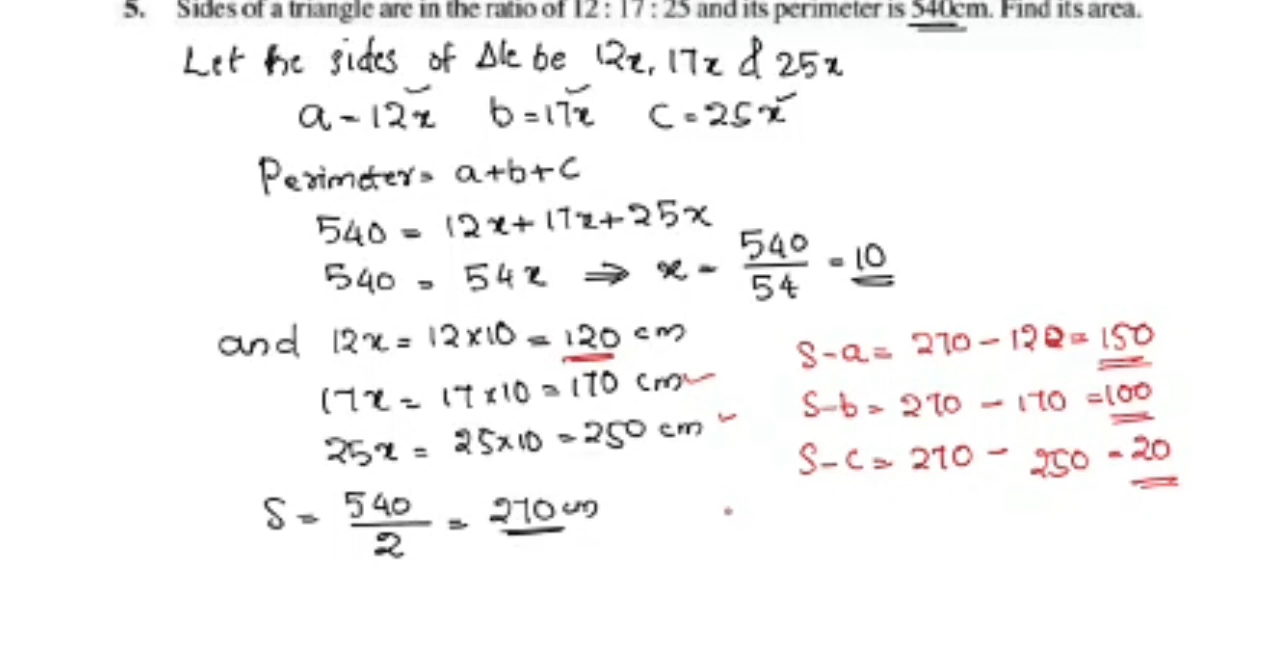 5. Sides of a triangle are in the ratio of 12 : 17 : 25 and its perimeter is 540cm. Find its area.
Let the sides of Δle be 12x, 17x & 25x
a = 12x b = 17x c = 25x
Perimeter = a+b+c
540 = 12x + 17x + 25x
540 = 54x ⇒ x = 540/54 = 10
and 12x = 12×10 = 120 cm
17x = 17×10 = 170 cm
25x = 25×10 = 250 cm
S = 540/2 = 270 cm
S-a = 270 - 120 = 150
S-b = 270 - 170 = 100
S-c = 270 - 250 = 20